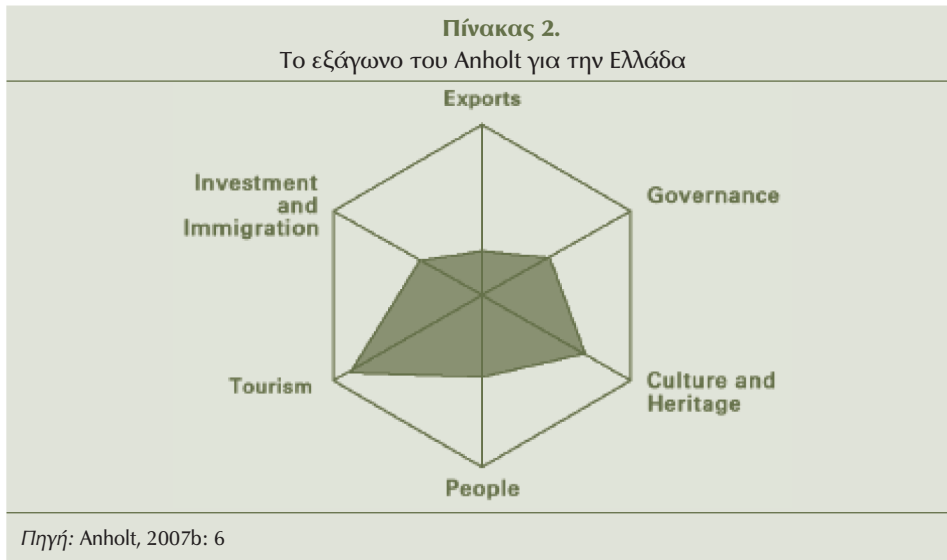 Πίνακας 2.
Το εξάγωνο του Anholt για την Ελλάδα
Exports
Investment
and
Immigration
Governance
Tourism
Culture and
Heritage
People
Πηγή: Anholt, 2007b: 6